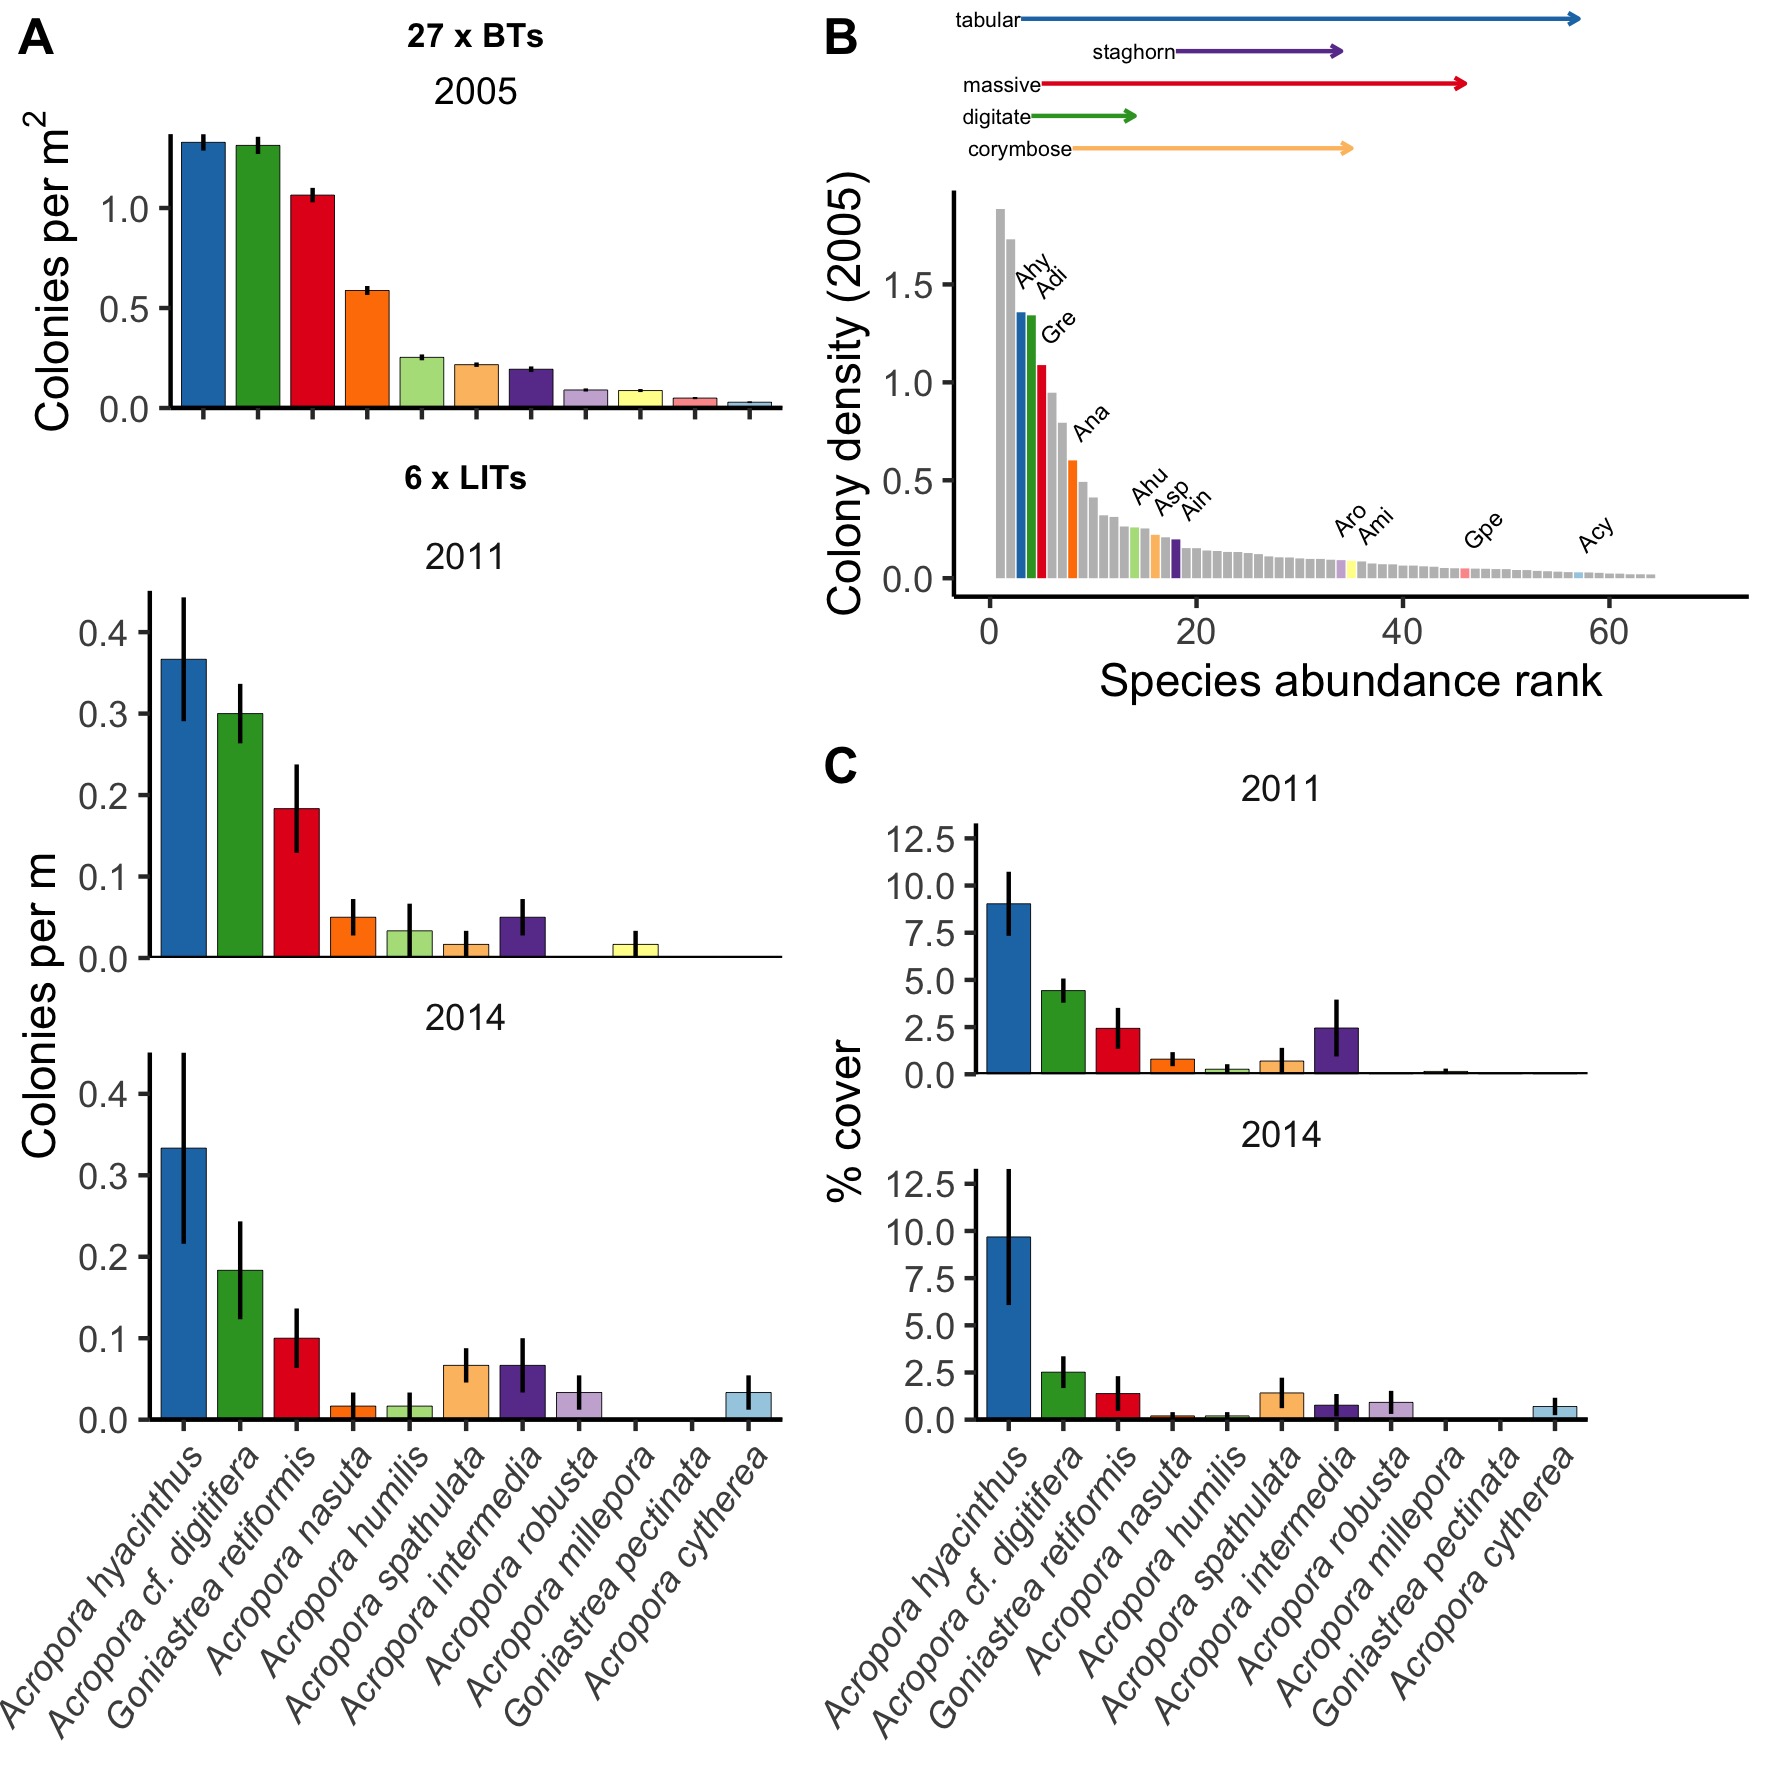 A
27 x BTs
2005
Colonies per m2
1.0
0.5
0.0
6 x LITs
2011
0.4
0.3
0.2
0.1
0.0
Colonies per m
2014
0.4
0.3
0.2
0.1
0.0
Acropora hyacinthus
Acropora cf. digitifera
Goniastrea retiformis
Acropora nasuta
Acropora humilis
Acropora spathulata
Acropora intermedia
Acropora robusta
Acropora millepora
Goniastrea pectinata
Acropora cytherea
B
tabular
staghorn
massive
digitate
corymbose
Colony density (2005)
1.5
1.0
0.5
0.0
Ahy
Adi
Gre
Ana
Ahu
Asp
Ain
Aro
Ami
Gpe
Acy
0
20
40
60
Species abundance rank
C
2011
12.5
10.0
7.5
5.0
2.5
0.0
% cover
2014
12.5
10.0
7.5
5.0
2.5
0.0
Acropora hyacinthus
Acropora cf. digitifera
Goniastrea retiformis
Acropora nasuta
Acropora humilis
Acropora spathulata
Acropora intermedia
Acropora robusta
Acropora millepora
Goniastrea pectinata
Acropora cytherea